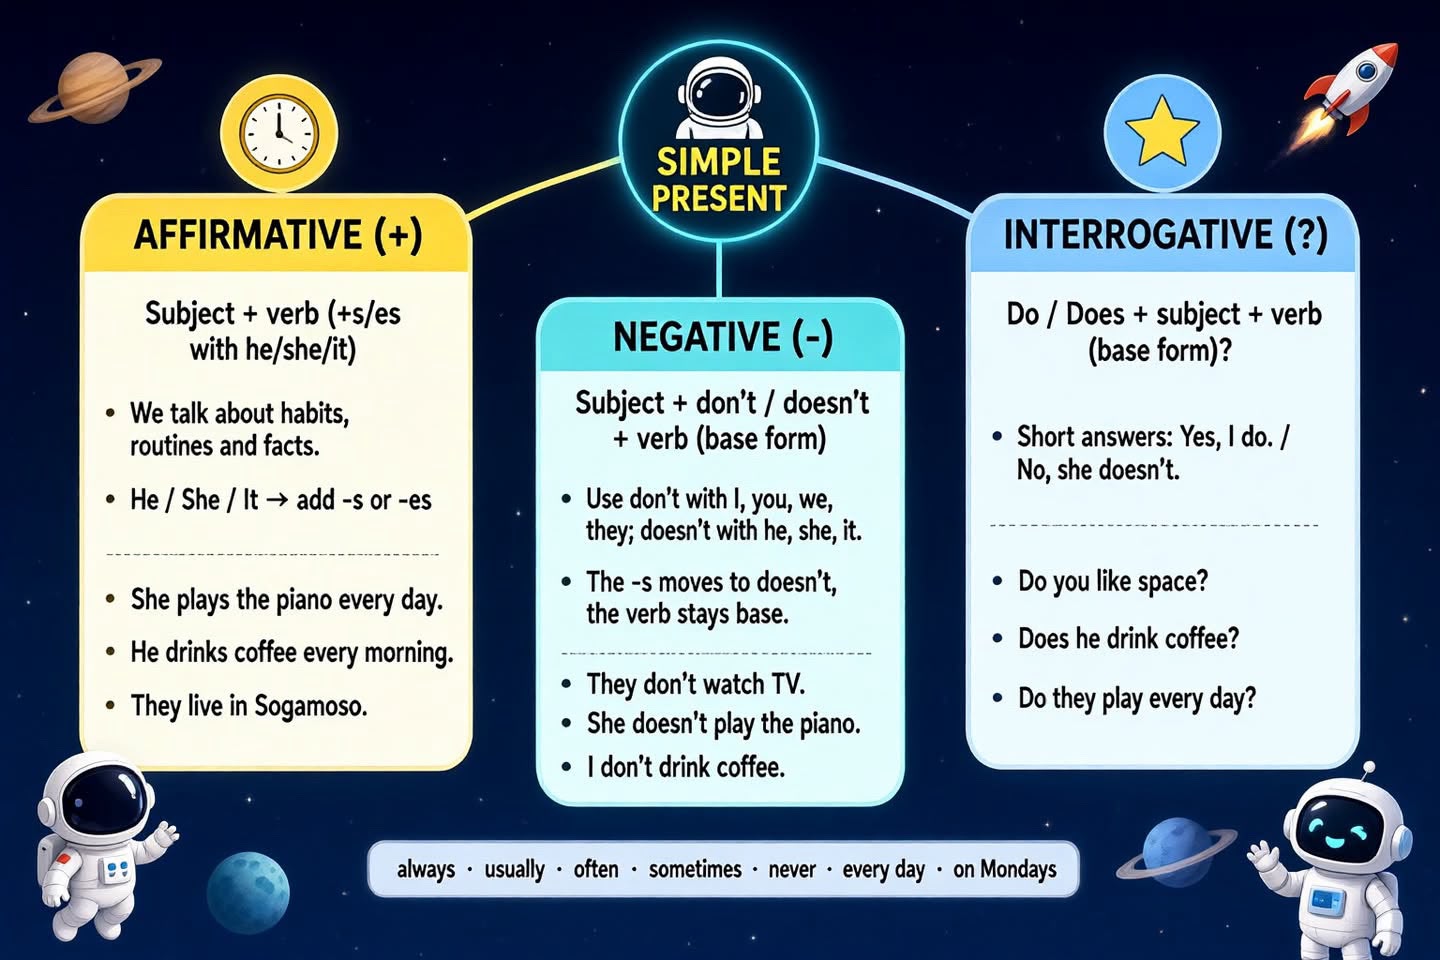 SIMPLE
PRESENT
AFFIRMATIVE (+)
Subject + verb (+s/es
with he/she/it)
• We talk about habits,
routines and facts.
• He / She / It → add -s or -es
• She plays the piano every day.
• He drinks coffee every morning.
• They live in Sogamoso.
NEGATIVE (-)
Subject + don't / doesn't
+ verb (base form)
• Use don't with I, you, we,
they; doesn't with he, she, it.
• The -s moves to doesn't,
the verb stays base.
• They don't watch TV.
• She doesn't play the piano.
• I don't drink coffee.
INTERROGATIVE (?)
Do / Does + subject + verb
(base form)?
• Short answers: Yes, I do. /
No, she doesn't.
• Do you like space?
• Does he drink coffee?
• Do they play every day?
always · usually · often · sometimes · never · every day · on Mondays